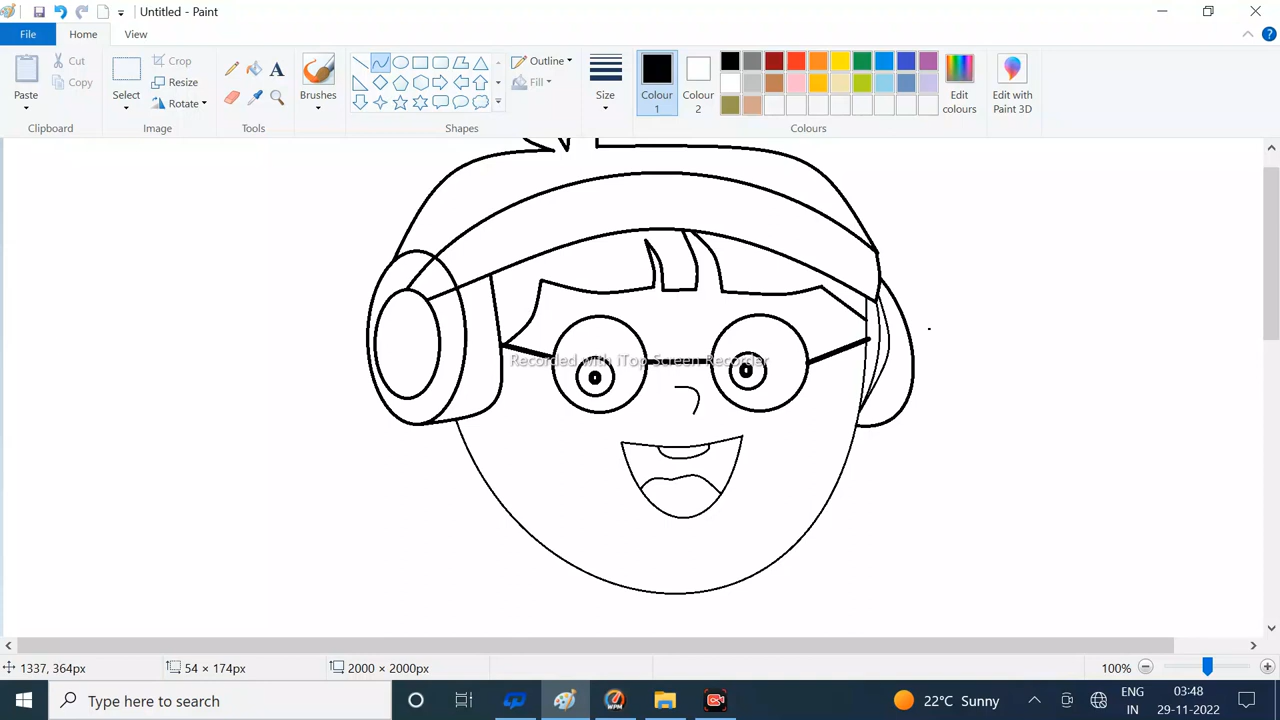 Untitled - Paint
File Home View
Paste
Cut
Copy
Clipboard
Select
Crop
Resize
Rotate
Image
Tools
Brushes
Shapes
Outline
Fill
Size
Colour 1
Colour 2
Edit colours
Colours
Edit with Paint 3D
Recorded with iTop Screen Recorder
1337, 364px
54 × 174px
2000 × 2000px
100%
Type here to search
WPM
22°C Sunny
ENG
IN
03:48
29-11-2022